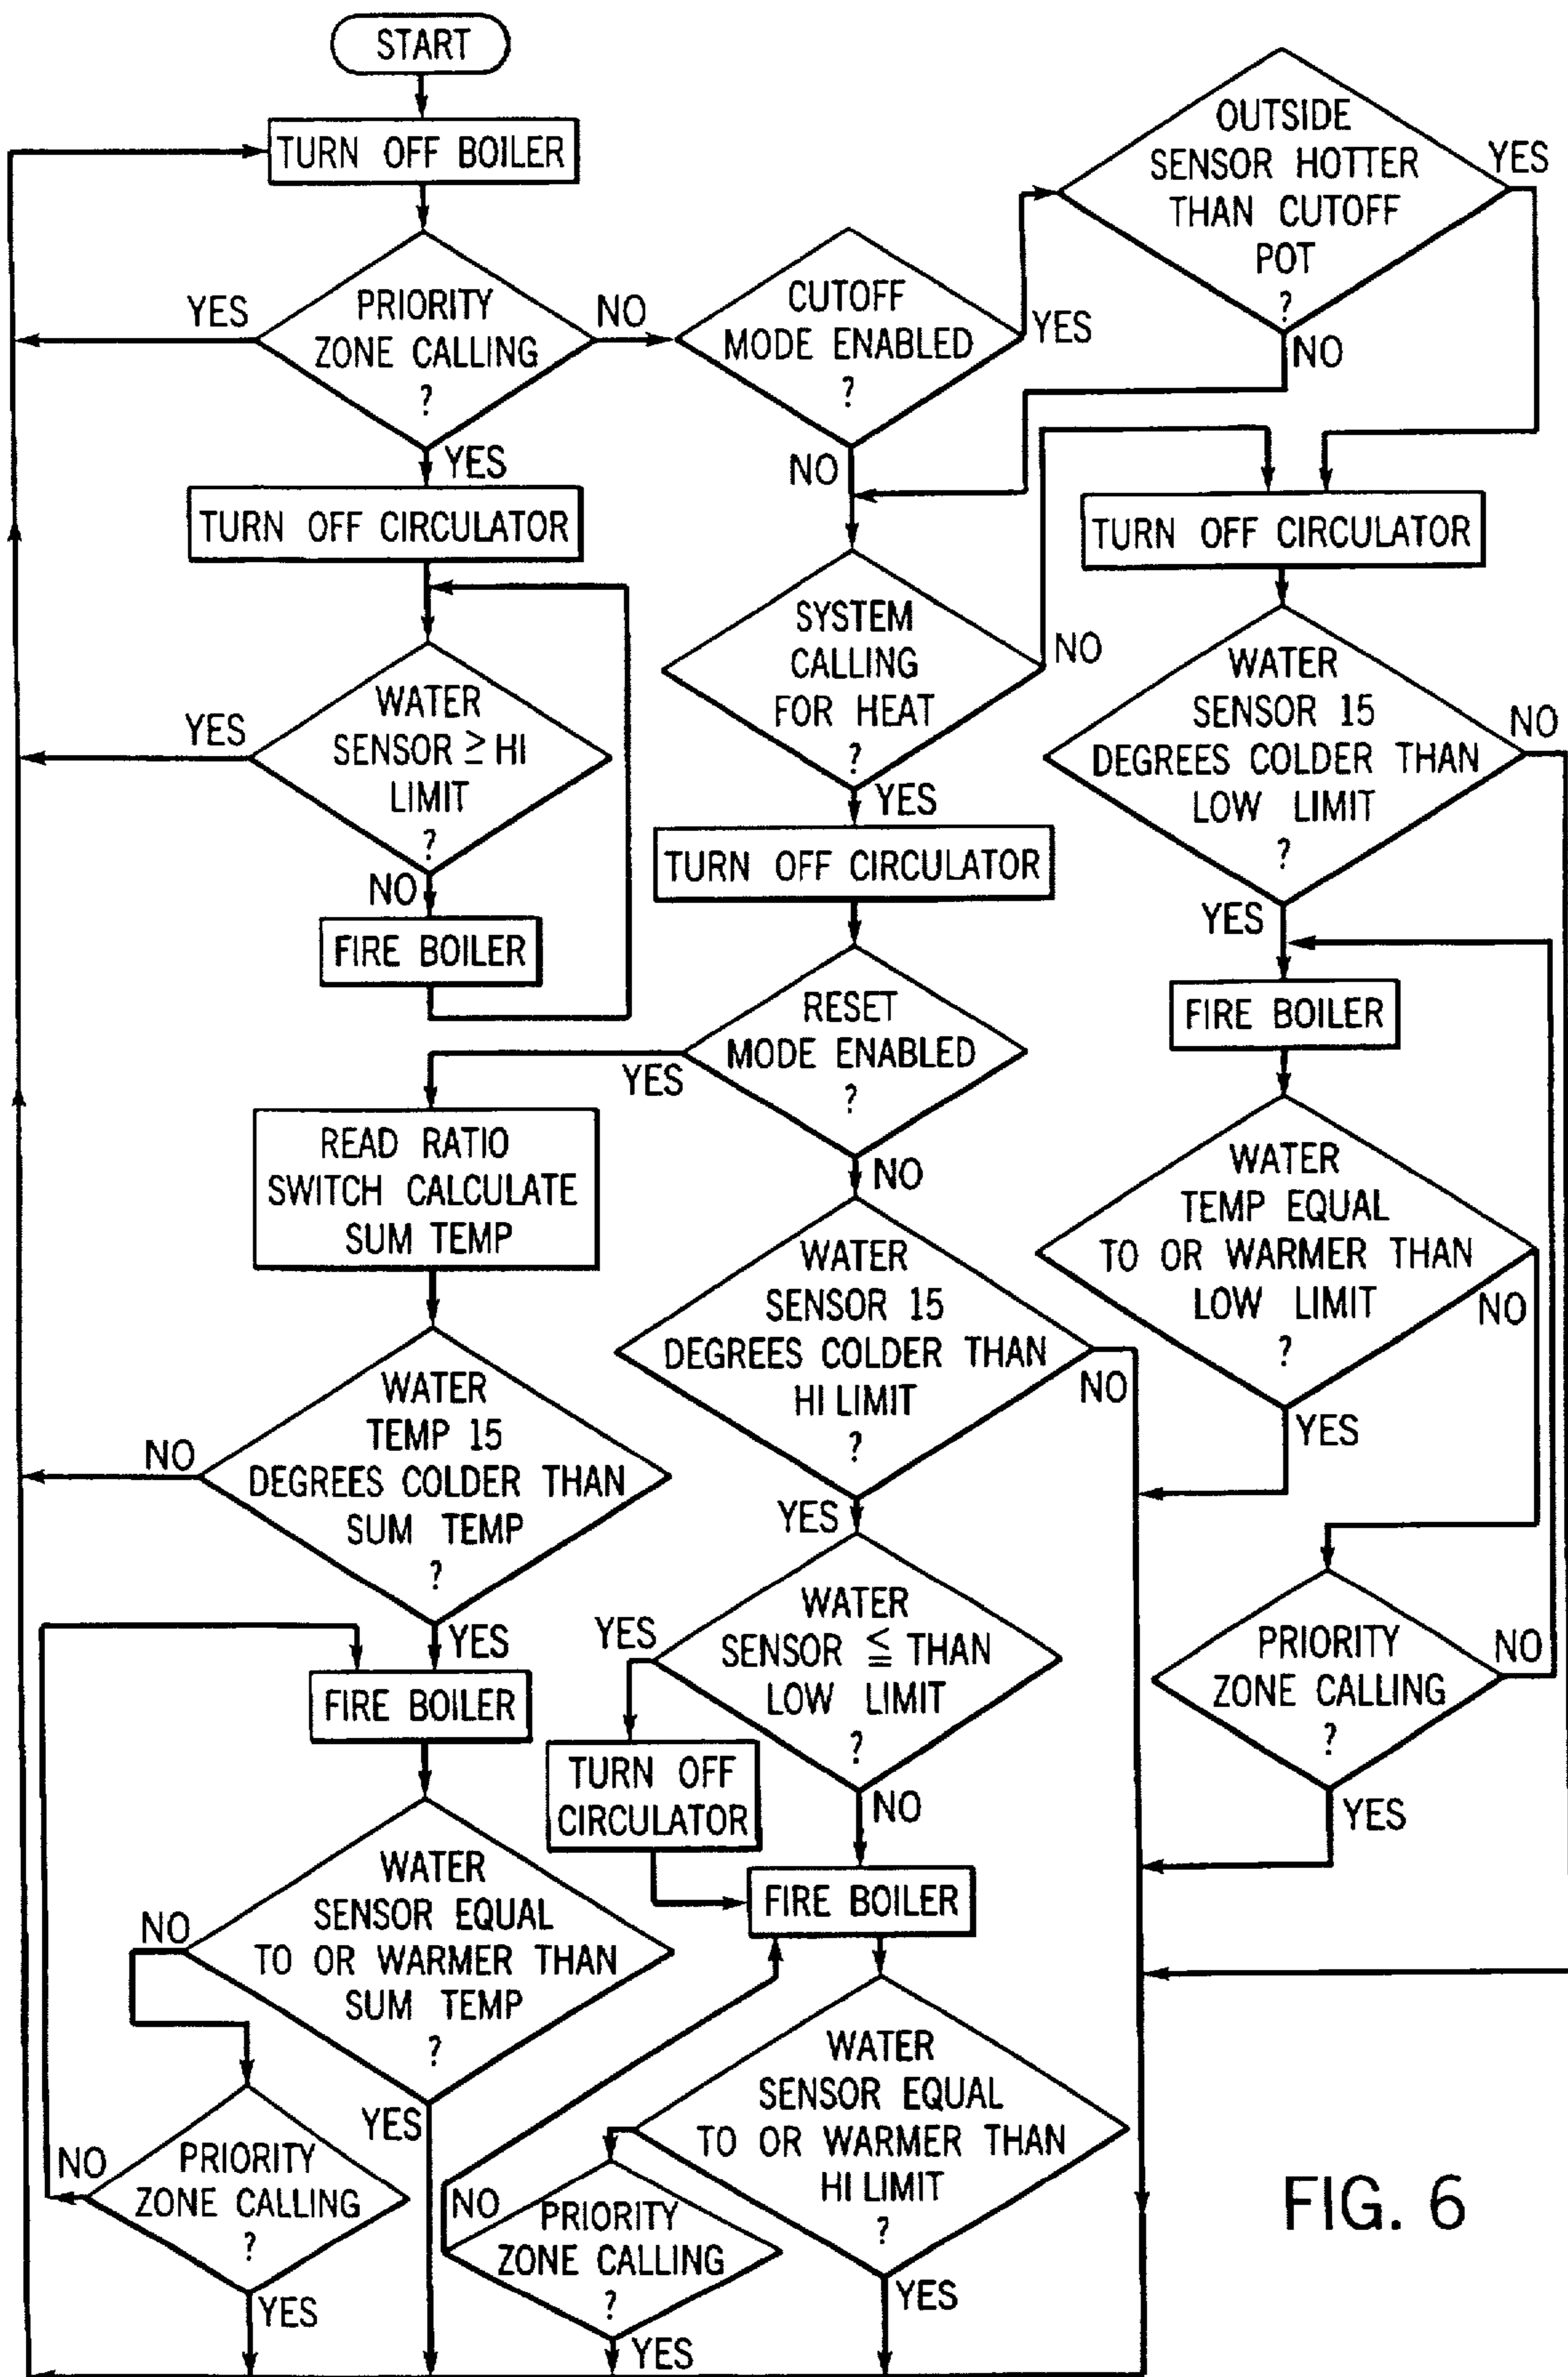 START
TURN OFF BOILER
PRIORITY
ZONE CALLING
?
YES
NO
YES
CUTOFF
MODE ENABLED
?
YES
NO
OUTSIDE
SENSOR HOTTER
THAN CUTOFF
POT
?
YES
NO
TURN OFF CIRCULATOR
WATER
SENSOR ≥ HI
LIMIT
?
YES
NO
FIRE BOILER
SYSTEM
CALLING
FOR HEAT
?
NO
YES
TURN OFF CIRCULATOR
TURN OFF CIRCULATOR
WATER
SENSOR 15
DEGREES COLDER THAN
LOW LIMIT
?
NO
YES
FIRE BOILER
RESET
MODE ENABLED
?
YES
NO
READ RATIO
SWITCH CALCULATE
SUM TEMP
WATER
TEMP EQUAL
TO OR WARMER THAN
LOW LIMIT
?
NO
YES
WATER
SENSOR 15
DEGREES COLDER THAN
HI LIMIT
?
NO
YES
WATER
TEMP 15
DEGREES COLDER THAN
SUM TEMP
?
NO
YES
FIRE BOILER
WATER
SENSOR ≦ THAN
LOW LIMIT
?
YES
NO
TURN OFF
CIRCULATOR
FIRE BOILER
PRIORITY
ZONE CALLING
?
NO
YES
WATER
SENSOR EQUAL
TO OR WARMER THAN
SUM TEMP
?
NO
YES
PRIORITY
ZONE CALLING
?
NO
YES
WATER
SENSOR EQUAL
TO OR WARMER THAN
HI LIMIT
?
YES
PRIORITY
ZONE CALLING
?
NO
YES
FIG. 6